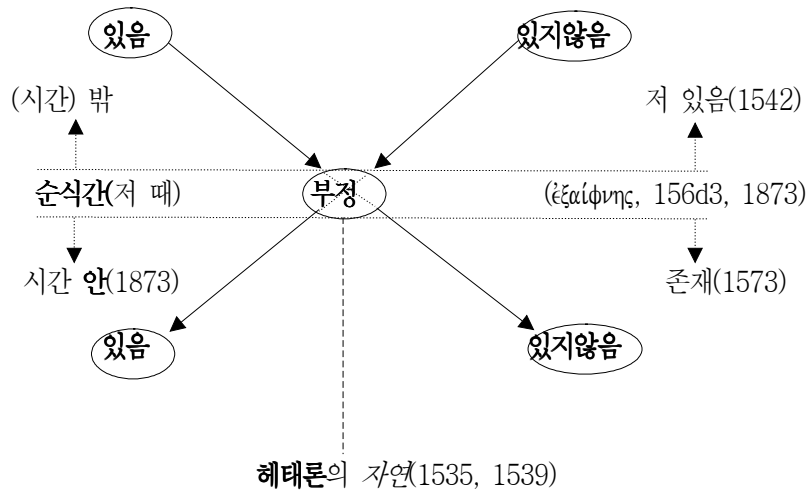 있음 있지않음
(시간) 밖 저 있음(1542)
순식간(저 때) 부정 (ἐξαίφνης, 156d3, 1873)
시간 안(1873) 존재(1573)
있음 있지않음
헤태론의 자연(1535, 1539)